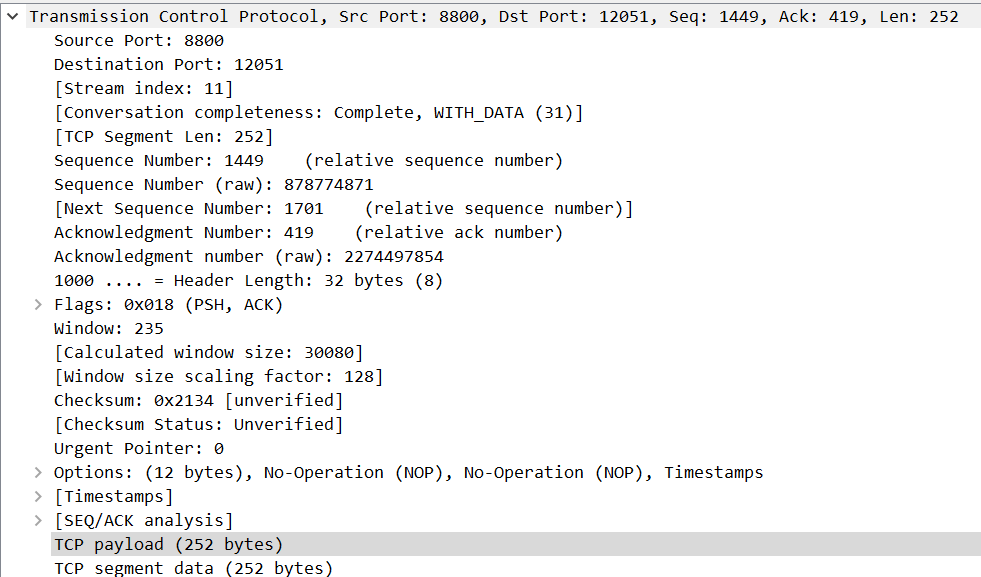 Transmission Control Protocol, Src Port: 8800, Dst Port: 12051, Seq: 1449, Ack: 419, Len: 252
Source Port: 8800
Destination Port: 12051
[Stream index: 11]
[Conversation completeness: Complete, WITH_DATA (31)]
[TCP Segment Len: 252]
Sequence Number: 1449    (relative sequence number)
Sequence Number (raw): 878774871
[Next Sequence Number: 1701    (relative sequence number)]
Acknowledgment Number: 419    (relative ack number)
Acknowledgment number (raw): 2274497854
1000 .... = Header Length: 32 bytes (8)
Flags: 0x018 (PSH, ACK)
Window: 235
[Calculated window size: 30080]
[Window size scaling factor: 128]
Checksum: 0x2134 [unverified]
[Checksum Status: Unverified]
Urgent Pointer: 0
Options: (12 bytes), No-Operation (NOP), No-Operation (NOP), Timestamps
[Timestamps]
[SEQ/ACK analysis]
TCP payload (252 bytes)
TCP segment data (252 bytes)